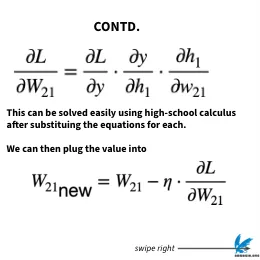 CONTD.
∂L/∂W₂₁ = ∂L/∂y · ∂y/∂h₁ · ∂h₁/∂w₂₁
This can be solved easily using high-school calculus
after substituing the equations for each.
We can then plug the value into
W₂₁new = W₂₁ − η · ∂L/∂W₂₁
swipe right